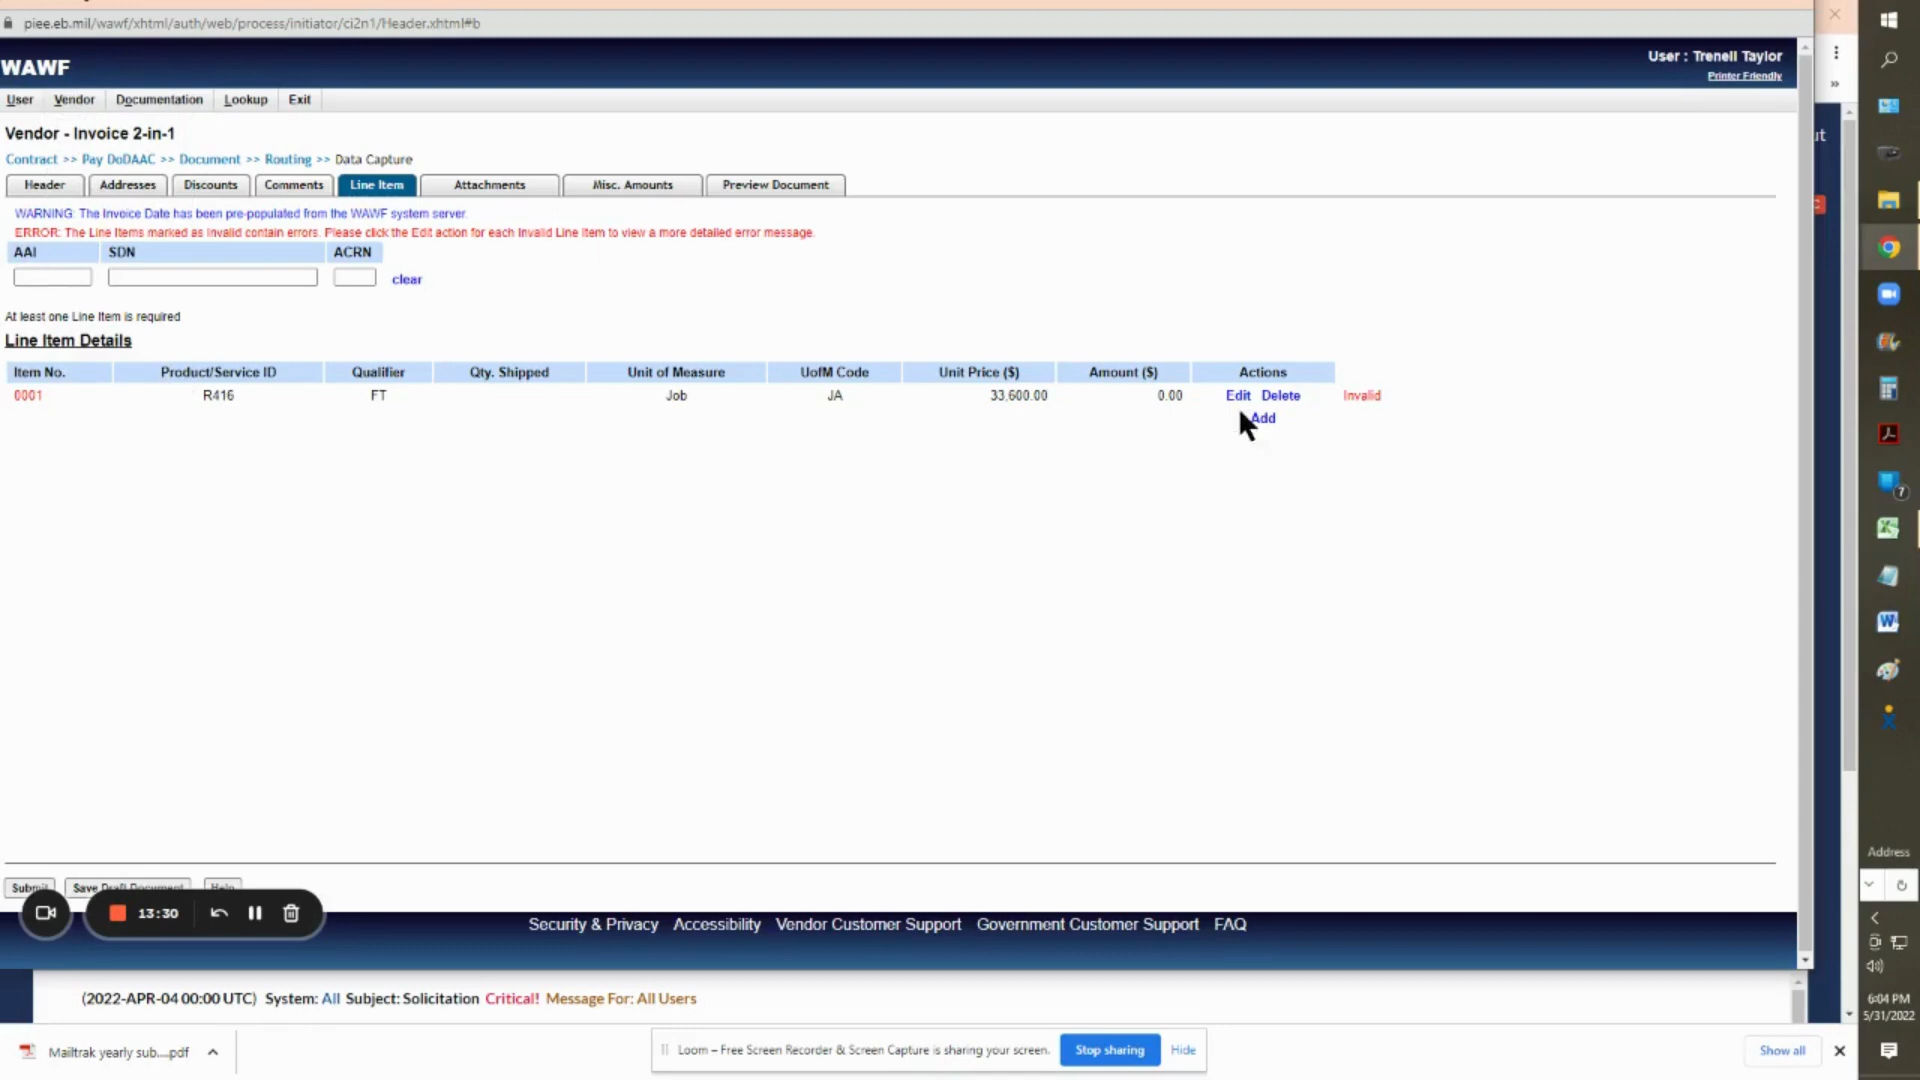 piee.eb.mil/wawf/xhtml/auth/web/process/initiator/ci2n1/Header.xhtml#b
WAWF
User : Trenell Taylor
Printer Friendly
User Vendor Documentation Lookup Exit
Vendor - Invoice 2-in-1
Contract >> Pay DoDAAC >> Document >> Routing >> Data Capture
Header Addresses Discounts Comments Line Item Attachments Misc. Amounts Preview Document
WARNING: The Invoice Date has been pre-populated from the WAWF system server.
ERROR: The Line Items marked as Invalid contain errors. Please click the Edit action for each Invalid Line Item to view a more detailed error message.
AAI SDN ACRN
clear
At least one Line Item is required
Line Item Details
Item No. Product/Service ID Qualifier Qty. Shipped Unit of Measure UofM Code Unit Price ($) Amount ($) Actions
0001 R416 FT Job JA 33,600.00 0.00 Edit Delete Invalid
Add
Submit Save Draft Document Help
13:30
Security & Privacy Accessibility Vendor Customer Support Government Customer Support FAQ
(2022-APR-04 00:00 UTC) System: All Subject: Solicitation Critical! Message For: All Users
Mailtrak yearly sub....pdf
Loom – Free Screen Recorder & Screen Capture is sharing your screen. Stop sharing Hide
Show all
ut
7
Address
6:04 PM
5/31/2022